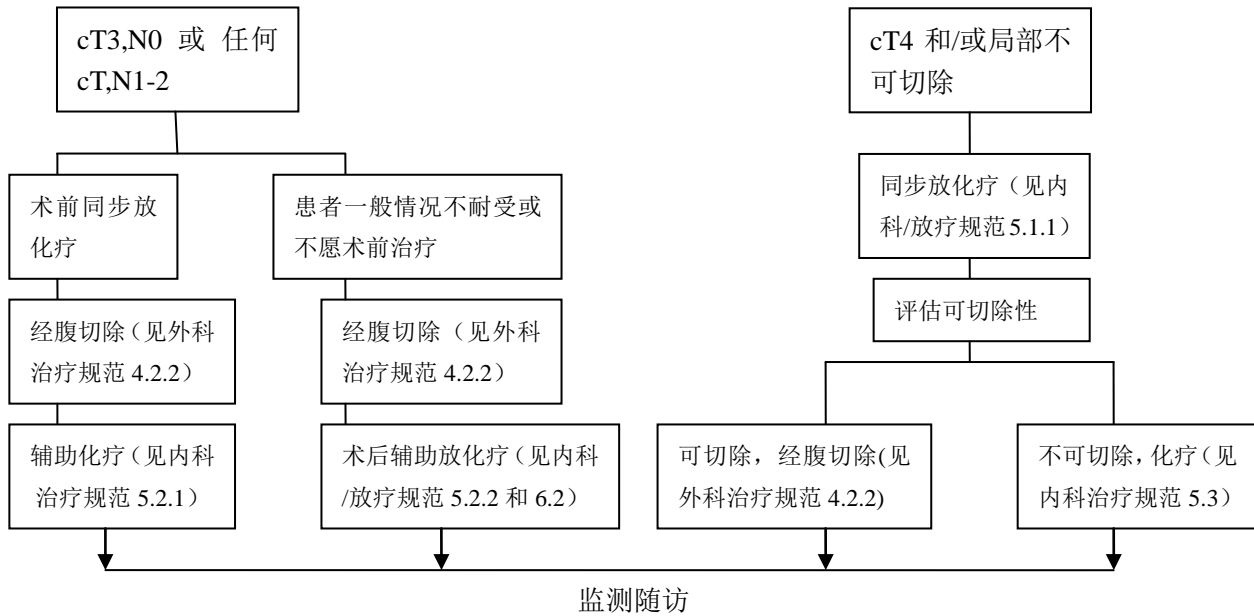 cT3,N0 或 任何
cT,N1-2
cT4 和/或局部不
可切除
术前同步放
化疗
患者一般情况不耐受或
不愿术前治疗
同步放化疗（见内
科/放疗规范 5.1.1）
评估可切除性
经腹切除（见外科
治疗规范 4.2.2）
经腹切除（见外科
治疗规范 4.2.2）
辅助化疗（见内科
治疗规范 5.2.1）
术后辅助放化疗（见内科
/放疗规范 5.2.2 和 6.2）
可切除，经腹切除(见
外科治疗规范 4.2.2)
不可切除，化疗（见
内科治疗规范 5.3）
监测随访